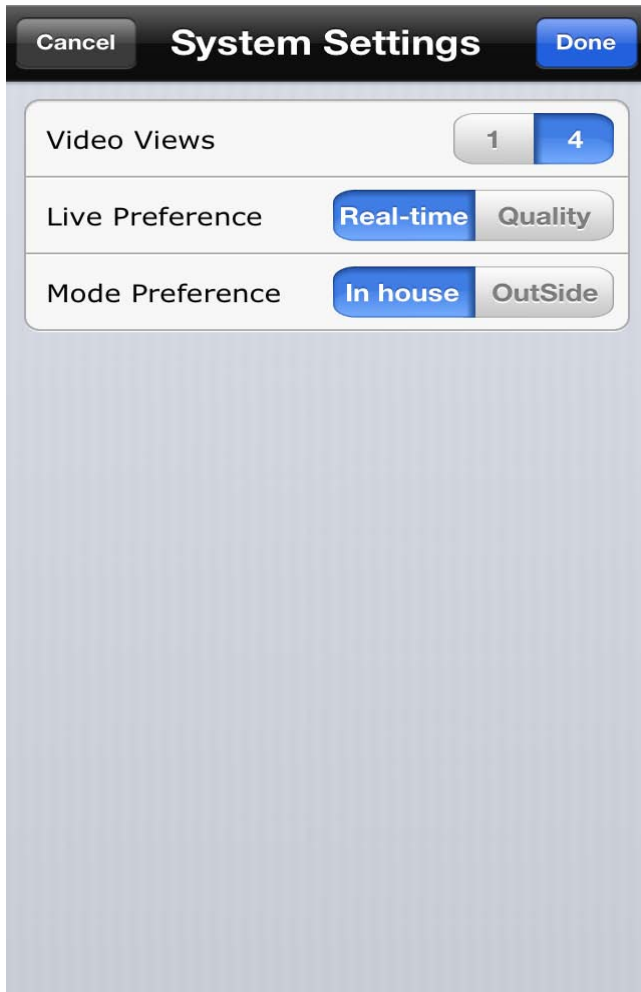 Cancel System Settings Done
Video Views 1 4
Live Preference Real-time Quality
Mode Preference In house OutSide